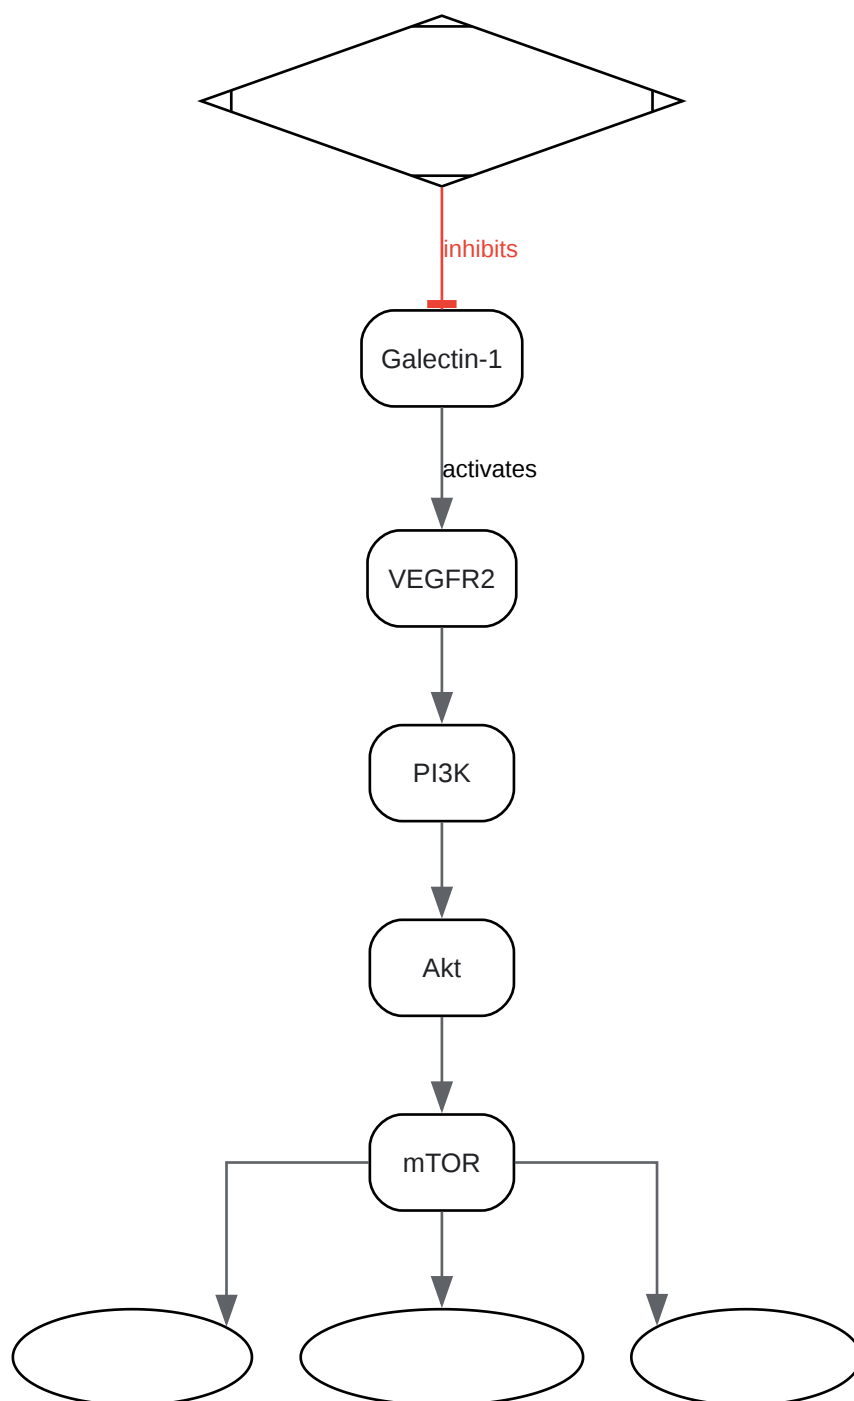 inhibits
Galectin-1
activates
VEGFR2
PI3K
Akt
mTOR